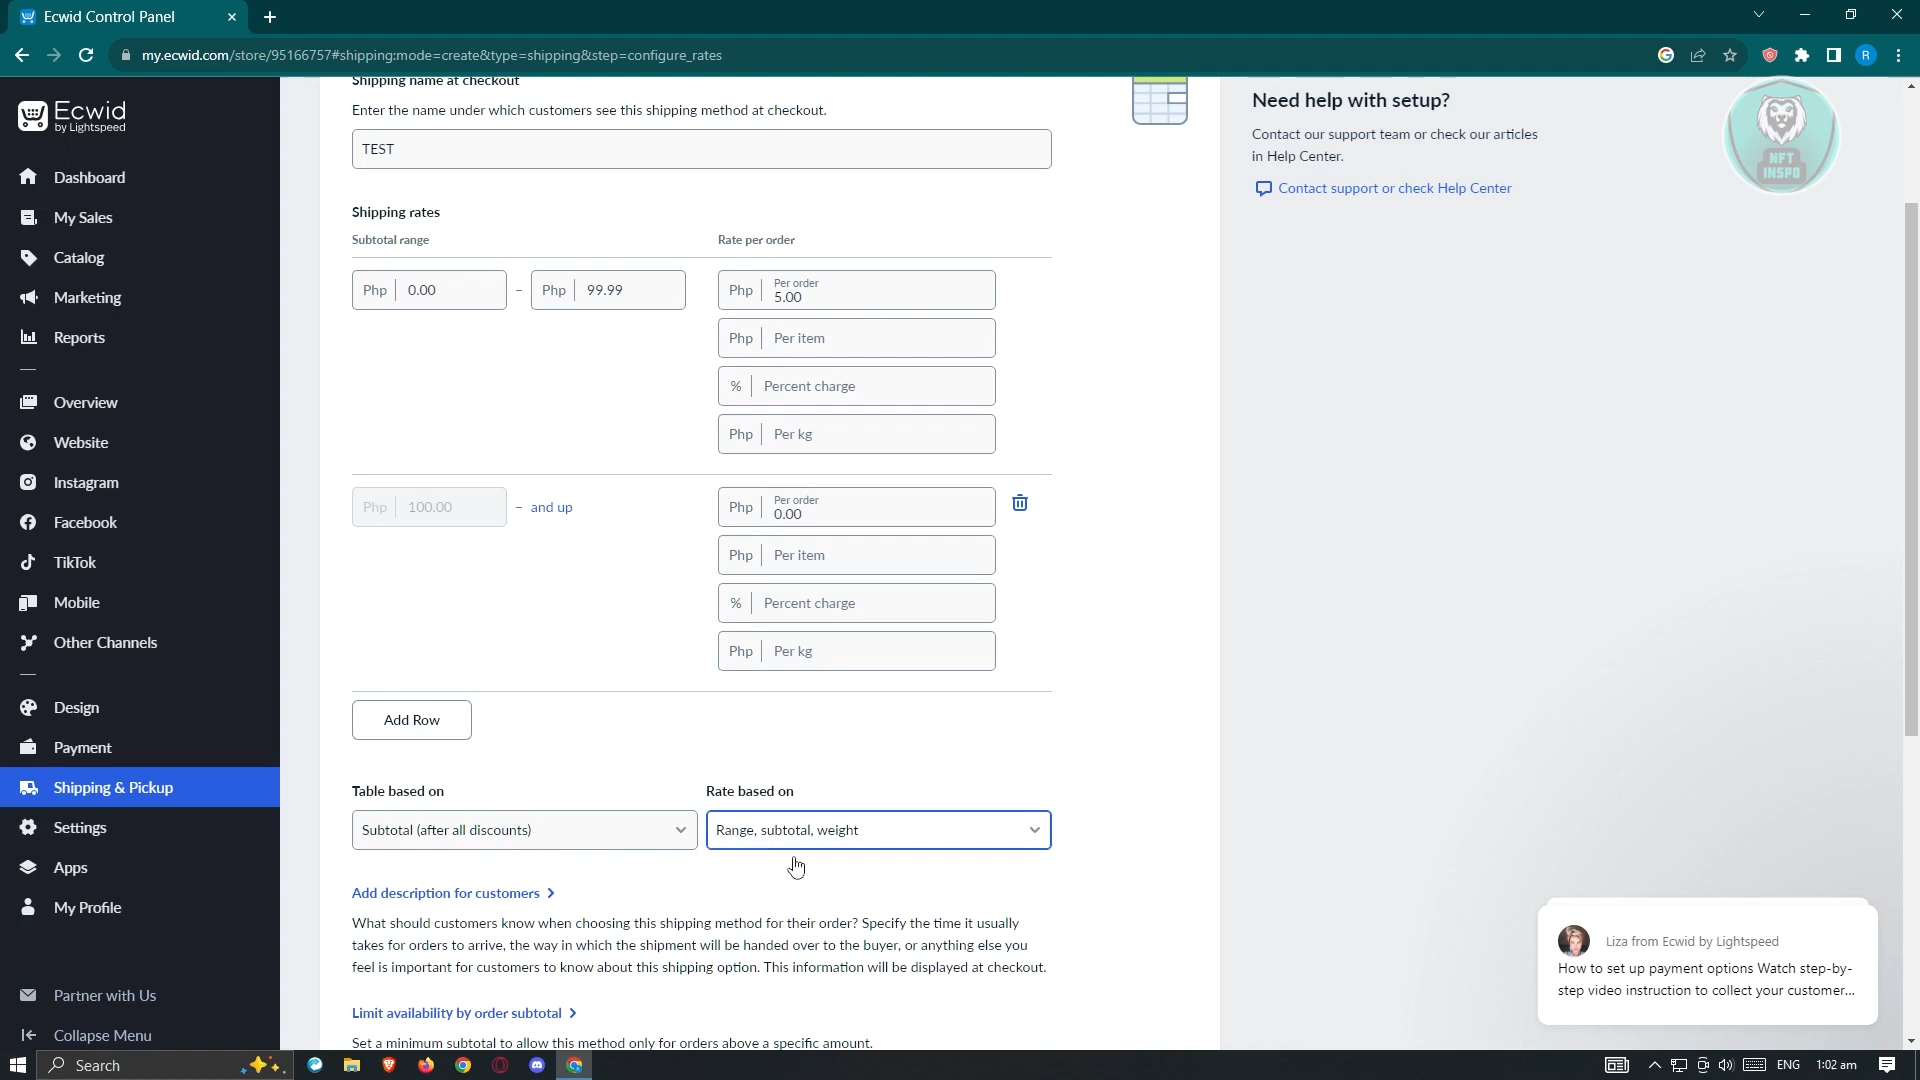 Ecwid Control Panel
my.ecwid.com/store/95166757#shipping:mode=create&type=shipping&step=configure_rates
R
Ecwid
by Lightspeed
Dashboard
My Sales
Catalog
Marketing
Reports
Overview
Website
Instagram
Facebook
TikTok
Mobile
Other Channels
Design
Payment
Shipping & Pickup
Settings
Apps
My Profile
Partner with Us
Collapse Menu
Shipping name at checkout
Enter the name under which customers see this shipping method at checkout.
TEST
Shipping rates
Subtotal range
Rate per order
Php 0.00 – Php 99.99
Php Per order 5.00
Php Per item
% Percent charge
Php Per kg
Php 100.00 – and up
Php Per order 0.00
Php Per item
% Percent charge
Php Per kg
Add Row
Table based on
Rate based on
Subtotal (after all discounts)
Range, subtotal, weight
Add description for customers
What should customers know when choosing this shipping method for their order? Specify the time it usually
takes for orders to arrive, the way in which the shipment will be handed over to the buyer, or anything else you
feel is important for customers to know about this shipping option. This information will be displayed at checkout.
Limit availability by order subtotal
Set a minimum subtotal to allow this method only for orders above a specific amount.
Need help with setup?
Contact our support team or check our articles
in Help Center.
Contact support or check Help Center
NFT
INSPO
Liza from Ecwid by Lightspeed
How to set up payment options Watch step-by-
step video instruction to collect your customer...
Search
ENG
1:02 am